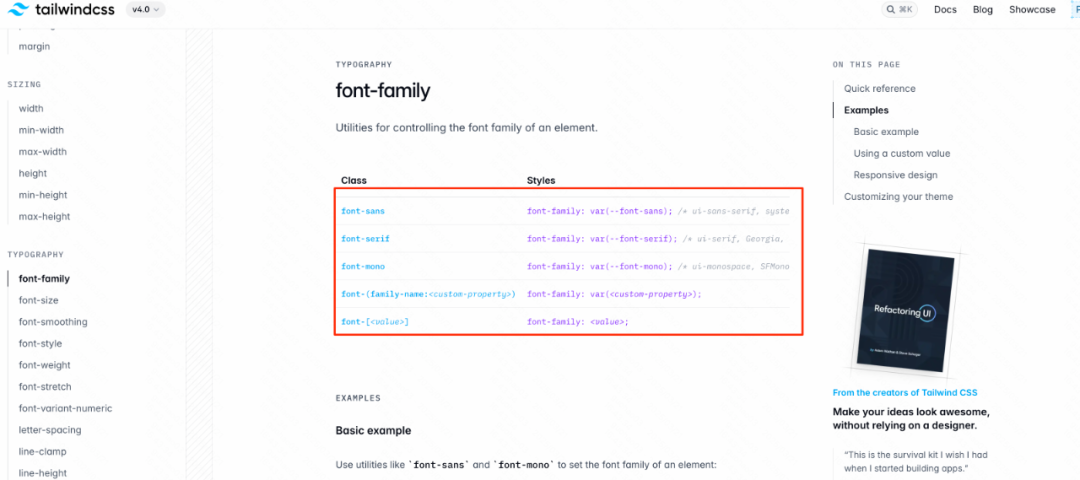 tailwindcss v4.0
⌘K Docs Blog Showcase
margin
SIZING
width
min-width
max-width
height
min-height
max-height
TYPOGRAPHY
font-family
font-size
font-smoothing
font-style
font-weight
font-stretch
font-variant-numeric
letter-spacing
line-clamp
line-height
TYPOGRAPHY
font-family
Utilities for controlling the font family of an element.
Class Styles
font-sans font-family: var(--font-sans); /* ui-sans-serif, syste
font-serif font-family: var(--font-serif); /* ui-serif, Georgia,
font-mono font-family: var(--font-mono); /* ui-monospace, SFMono
font-(family-name:<custom-property>) font-family: var(<custom-property>);
font-[<value>] font-family: <value>;
EXAMPLES
Basic example
Use utilities like `font-sans` and `font-mono` to set the font family of an element:
ON THIS PAGE
Quick reference
Examples
Basic example
Using a custom value
Responsive design
Customizing your theme
Refactoring UI
From the creators of Tailwind CSS
Make your ideas look awesome,
without relying on a designer.
“This is the survival kit I wish I had
when I started building apps.”